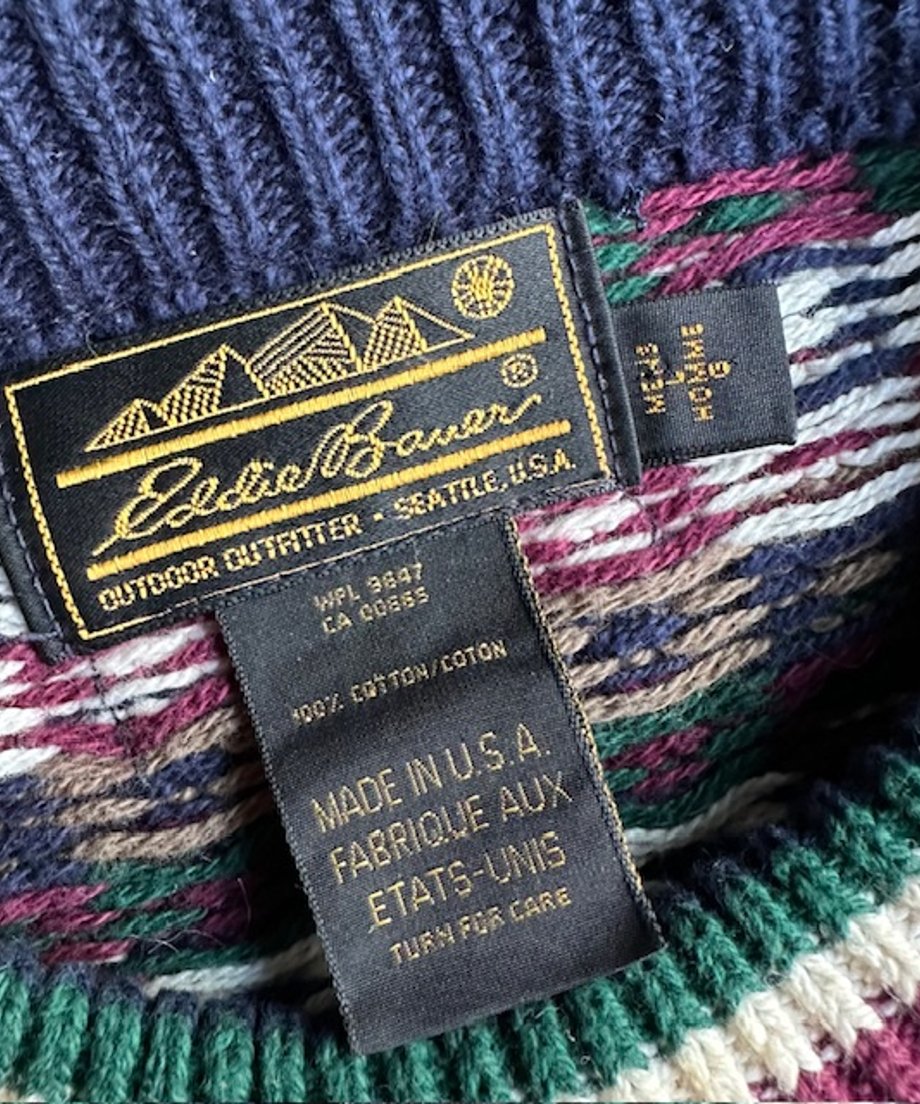 Eddie Bauer ®
OUTDOOR OUTFITTER • SEATTLE, U.S.A.
MENS
L
HOMME
G
WPL 9647
CA 00665
100% COTTON/COTON
MADE IN U.S.A.
FABRIQUE AUX
ETATS-UNIS
TURN FOR CARE